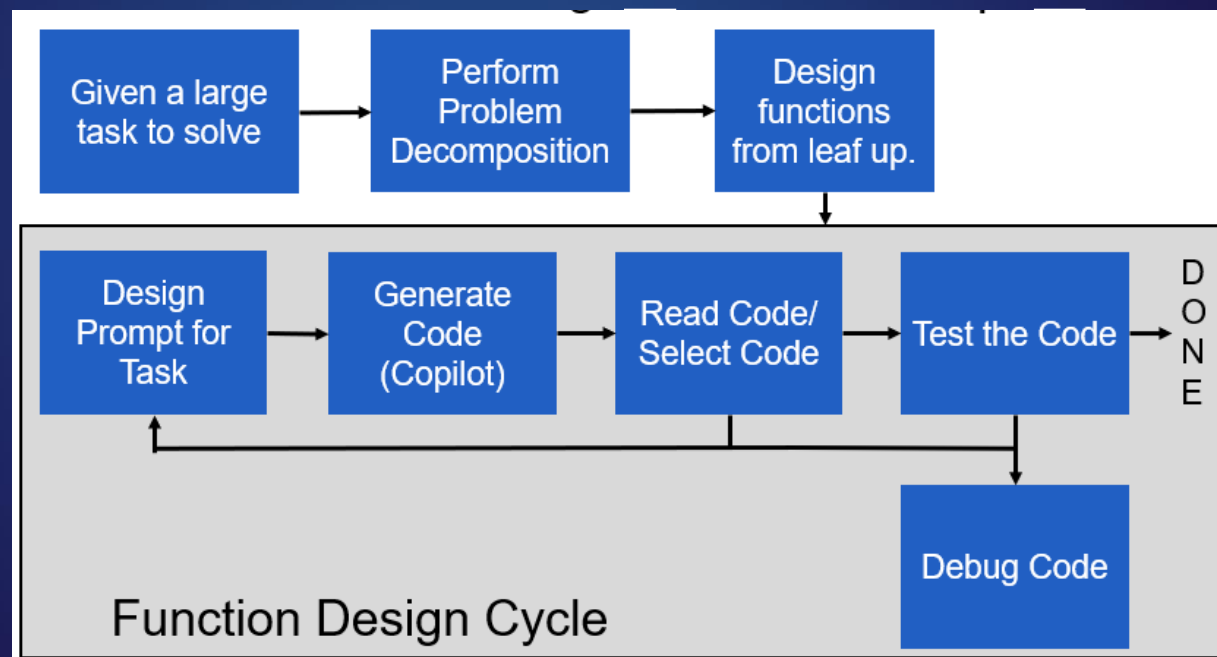 Given a large
task to solve
Perform
Problem
Decomposition
Design
functions
from leaf up.
Design
Prompt for
Task
Generate
Code
(Copilot)
Read Code/
Select Code
Test the Code
D
O
N
E
Debug Code
Function Design Cycle